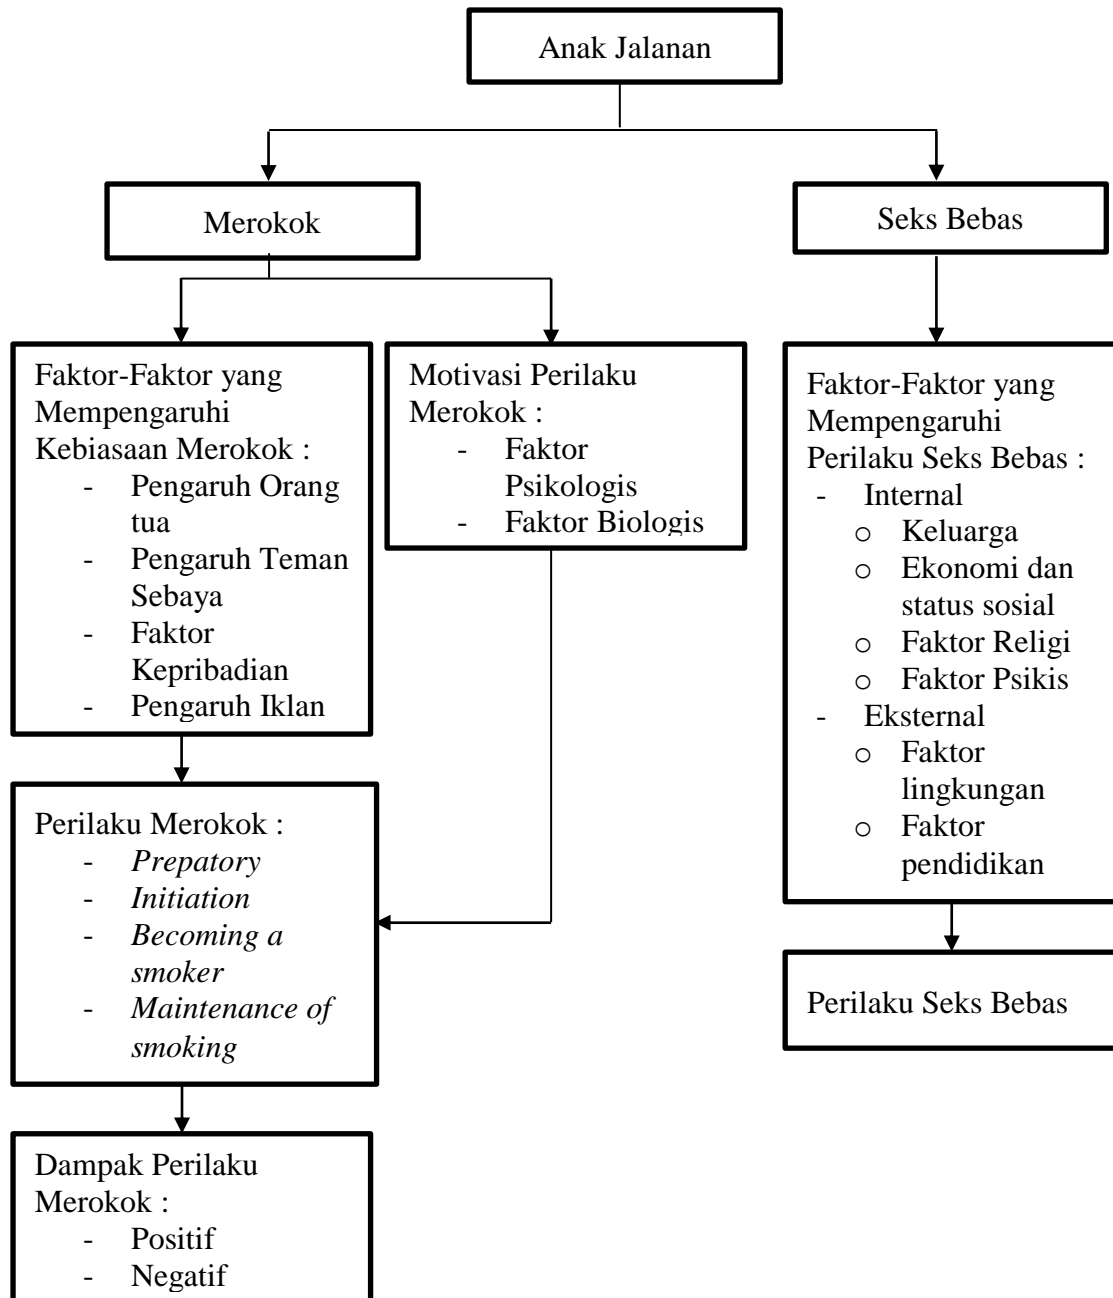 Anak Jalanan
Merokok
Seks Bebas
Faktor-Faktor yang
Mempengaruhi
Kebiasaan Merokok :
- Pengaruh Orang
tua
- Pengaruh Teman
Sebaya
- Faktor
Kepribadian
- Pengaruh Iklan
Motivasi Perilaku
Merokok :
- Faktor
Psikologis
- Faktor Biologis
Faktor-Faktor yang
Mempengaruhi
Perilaku Seks Bebas :
- Internal
o Keluarga
o Ekonomi dan
status sosial
o Faktor Religi
o Faktor Psikis
- Eksternal
o Faktor
lingkungan
o Faktor
pendidikan
Perilaku Merokok :
- Prepatory
- Initiation
- Becoming a
smoker
- Maintenance of
smoking
Perilaku Seks Bebas
Dampak Perilaku
Merokok :
- Positif
- Negatif